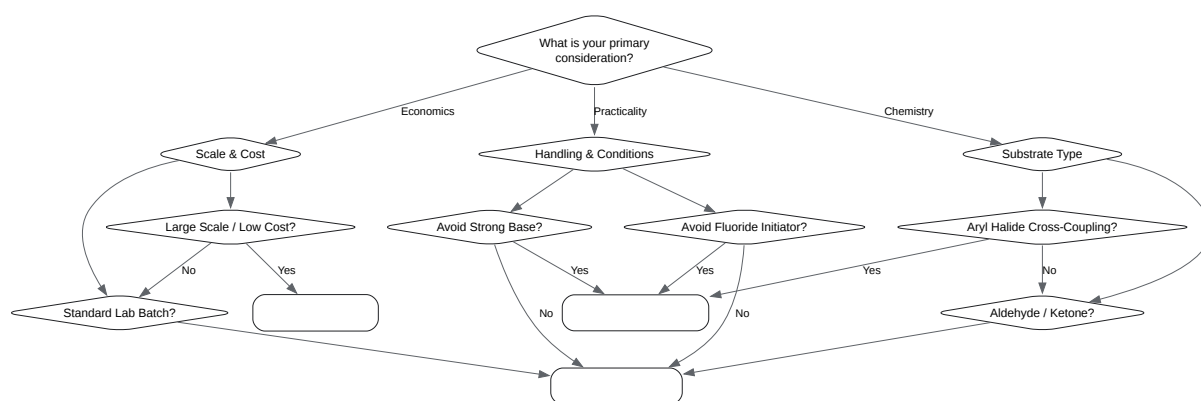 What is your primary
consideration?
Economics
Practicality
Chemistry
Scale & Cost
Handling & Conditions
Substrate Type
Large Scale / Low Cost?
Avoid Strong Base?
Avoid Fluoride Initiator?
Aryl Halide Cross-Coupling?
No
Yes
Yes
Yes
Yes
No
Standard Lab Batch?
No
No
Aldehyde / Ketone?